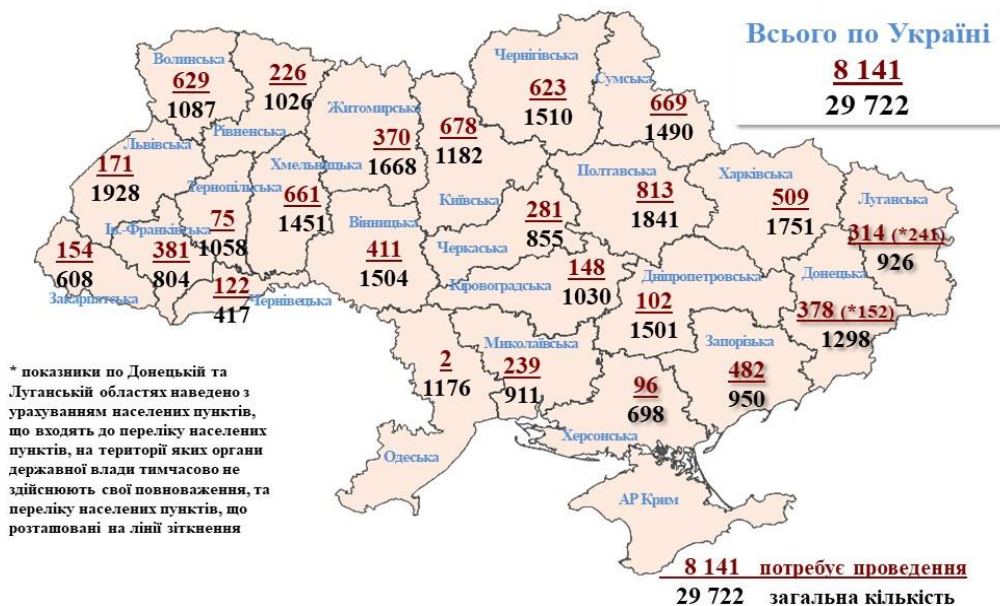 Всього по Україні
8 141
29 722
Волинська
629
1087
226
1026
Рівненська
Житомирська
370
1668
678
1182
Київська
Чернігівська
623
1510
Сумська
669
1490
Львівська
171
1928
Тернопільська
75
1058
Хмельницька
661
1451
Вінницька
411
1504
Черкаська
281
855
Полтавська
813
1841
Харківська
509
1751
Луганська
314 (*241)
926
Ів.-Франківська
381
804
154
608
Закарпатська
122
417
Чернівецька
Кіровоградська
148
1030
Дніпропетровська
102
1501
Донецька
378 (*152)
1298
2
1176
Одеська
Миколаївська
239
911
96
698
Херсонська
Запорізька
482
950
АР Крим
* показники по Донецькій та
Луганській областях наведено з
урахуванням населених пунктів,
що входять до переліку населених
пунктів, на території яких органи
державної влади тимчасово не
здійснюють свої повноваження, та
переліку населених пунктів, що
розташовані на лінії зіткнення
8 141 потребує проведення
29 722 загальна кількість